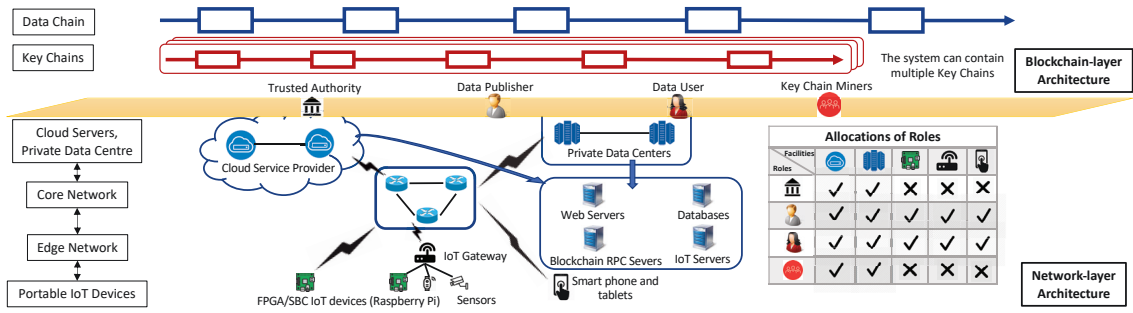 Data Chain
Key Chains
The system can contain
multiple Key Chains
Blockchain-layer
Architecture
Trusted Authority
Data Publisher
Data User
Key Chain Miners
Cloud Servers,
Private Data Centre
Core Network
Edge Network
Portable IoT Devices
Cloud Service Provider
Private Data Centers
Web Servers
Databases
Blockchain RPC Severs
IoT Servers
IoT Gateway
FPGA/SBC IoT devices (Raspberry Pi)
Sensors
Smart phone and
tablets
Allocations of Roles
Facilities
Roles
Network-layer
Architecture